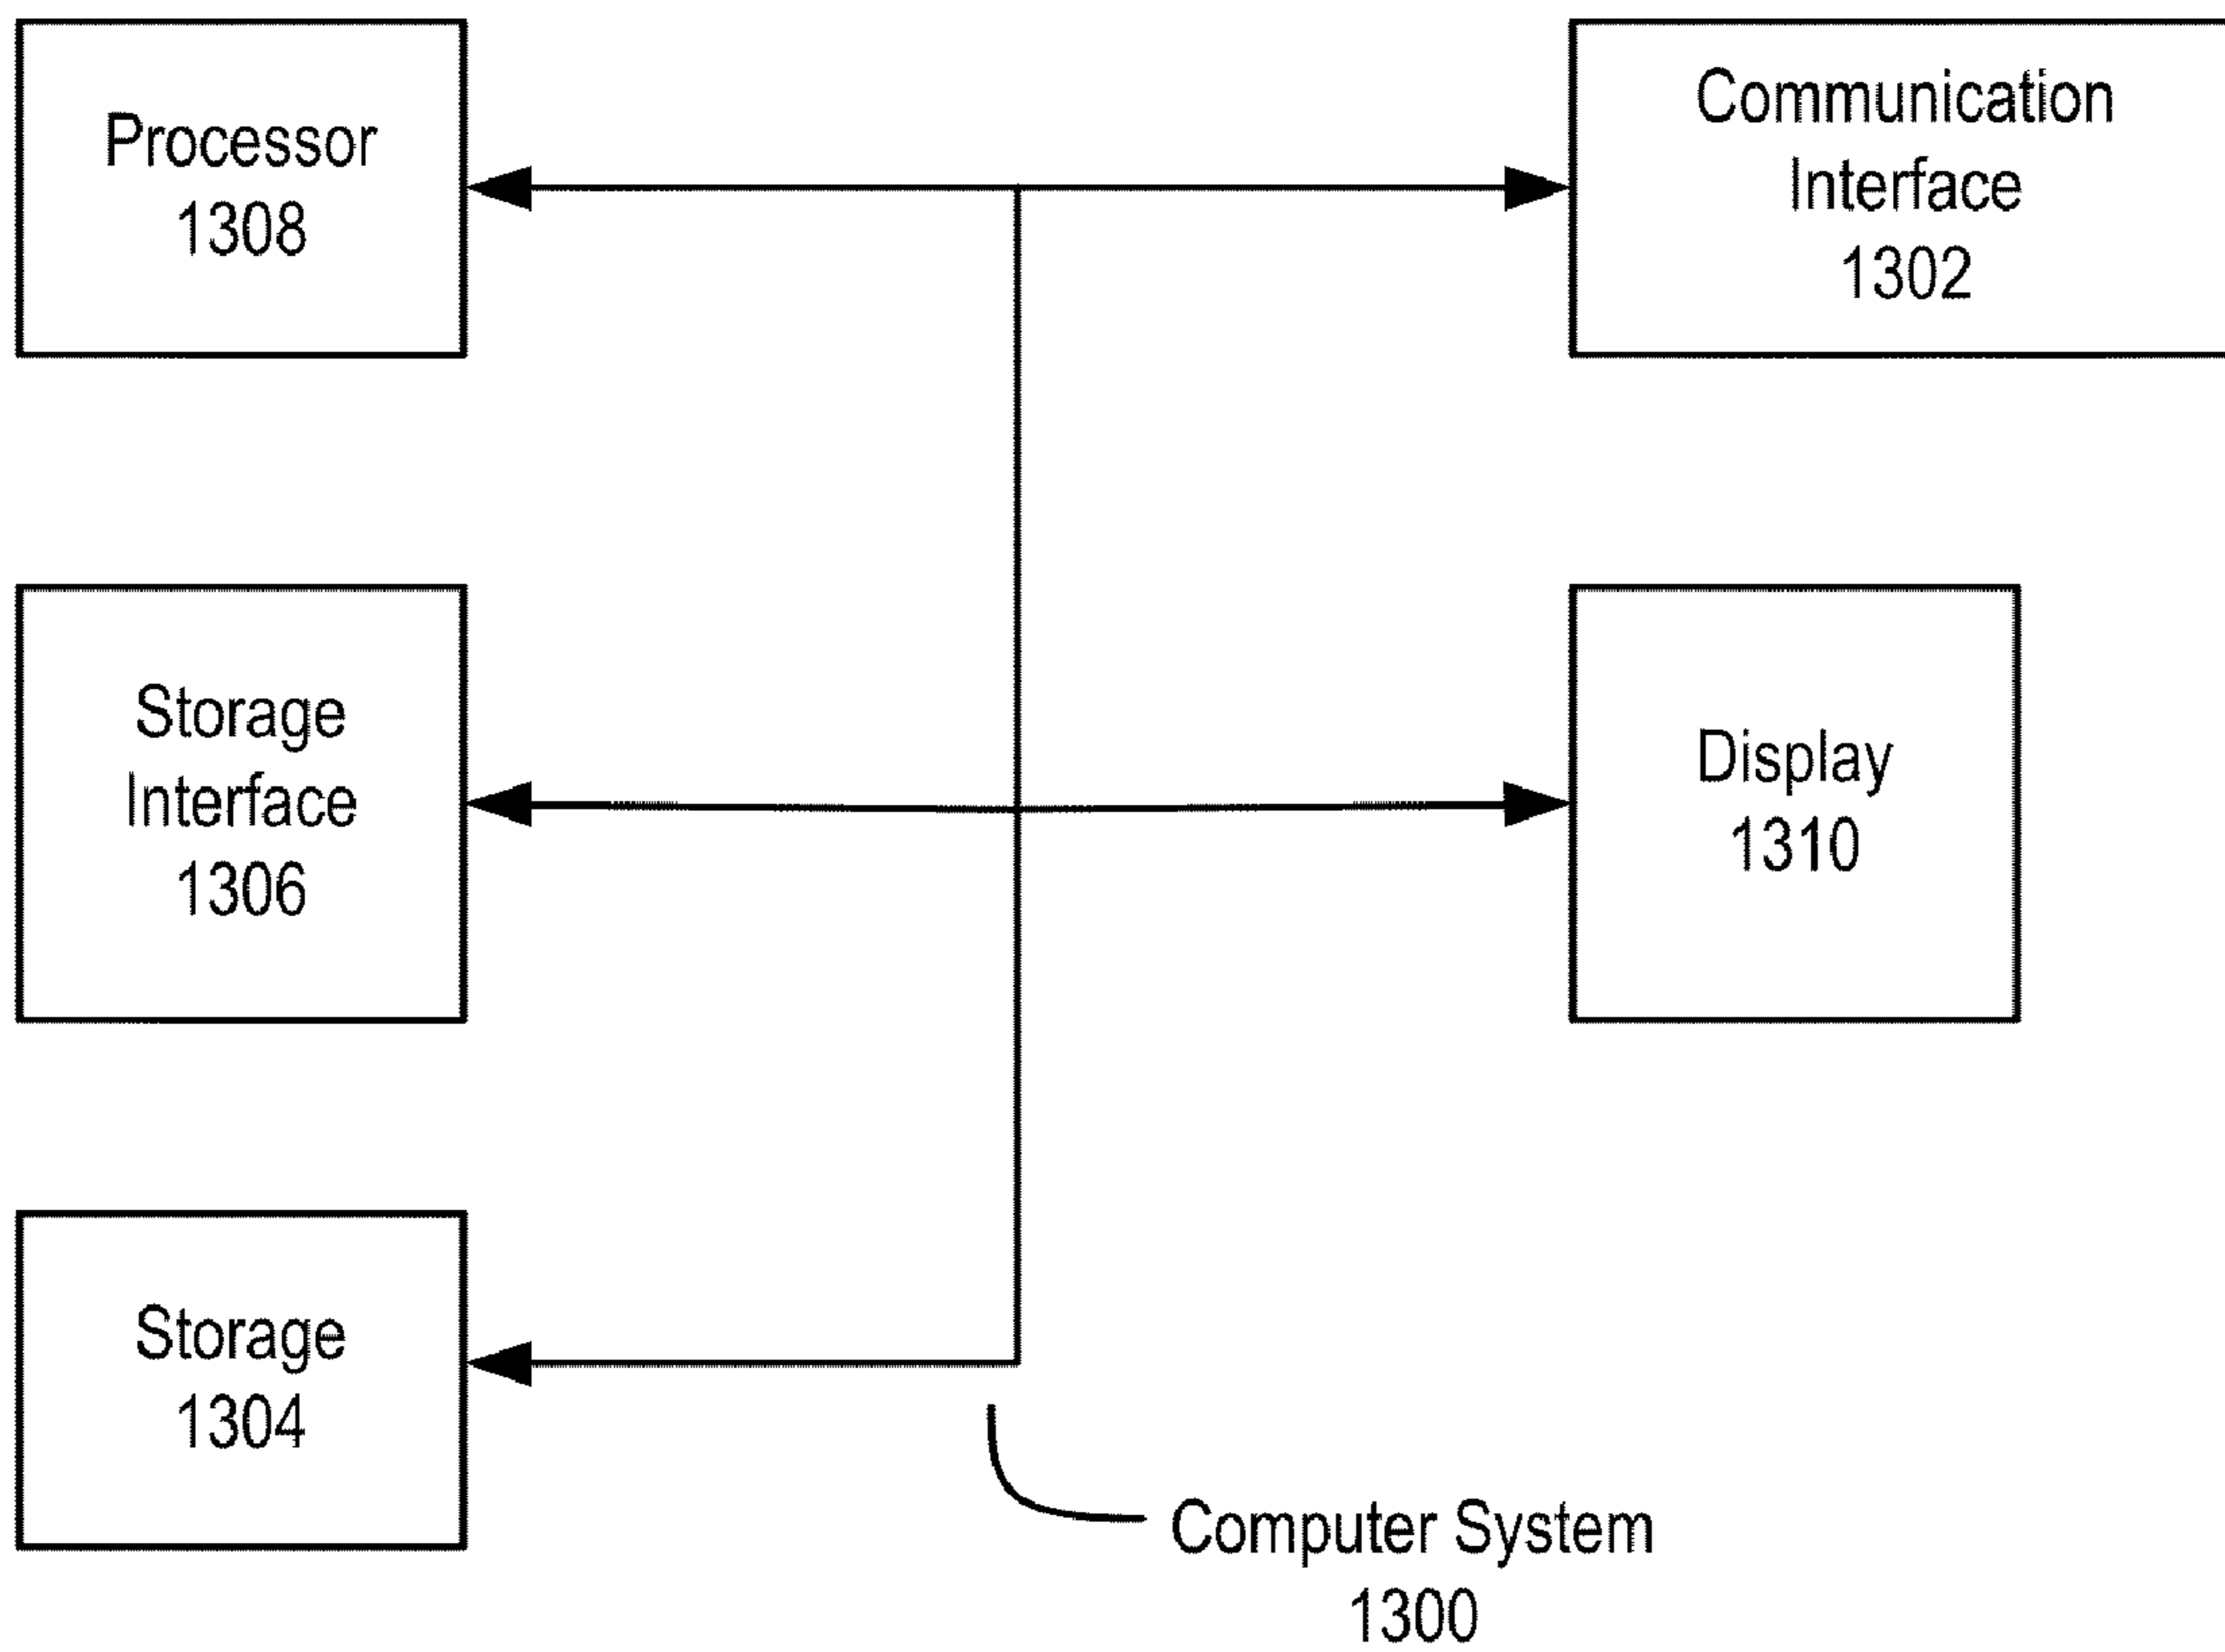 Processor
1308
Communication
Interface
1302
Storage
Interface
1306
Display
1310
Storage
1304
Computer System
1300